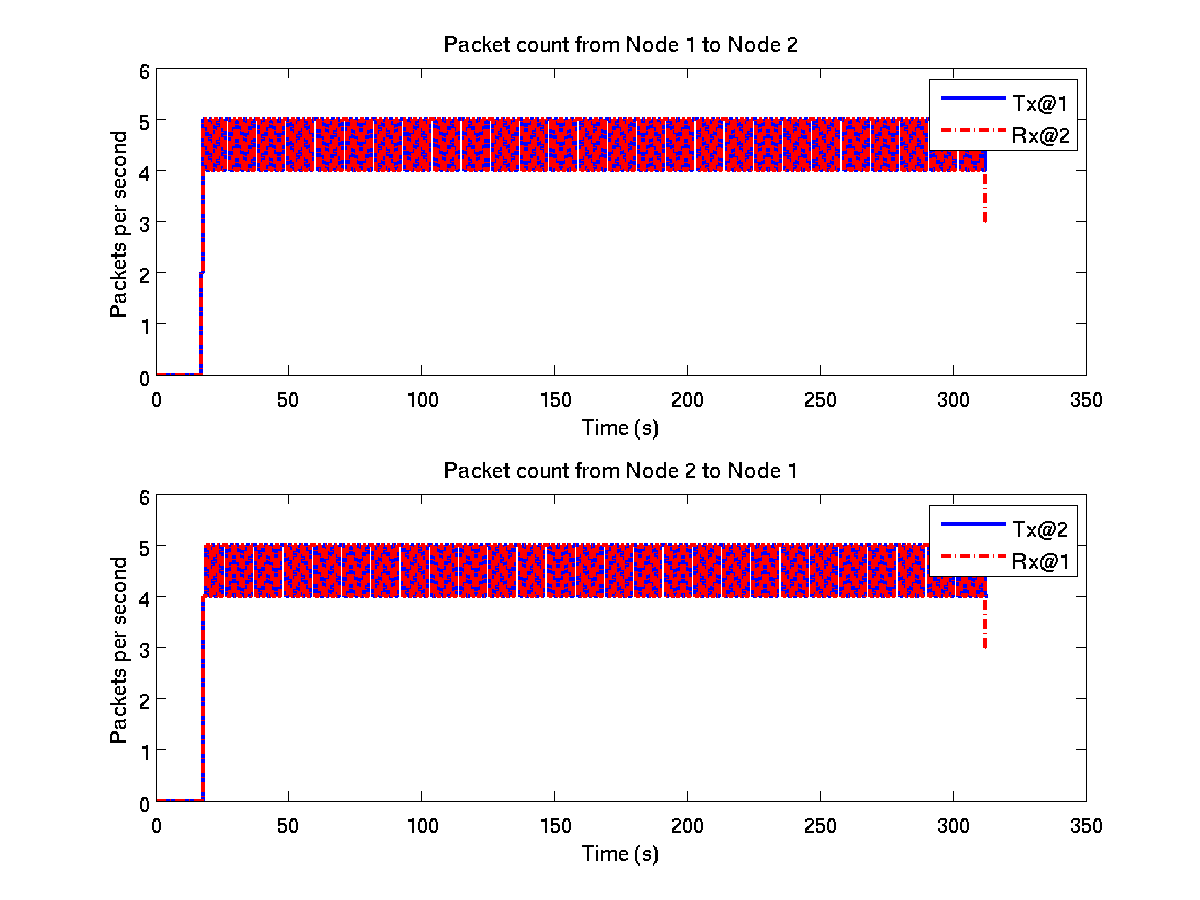 Packet count from Node 1 to Node 2
6
5
4
3
2
1
0
Packets per second
Tx@1
Rx@2
0 50 100 150 200 250 300 350
Time (s)
Packet count from Node 2 to Node 1
6
5
4
3
2
1
0
Packets per second
Tx@2
Rx@1
0 50 100 150 200 250 300 350
Time (s)